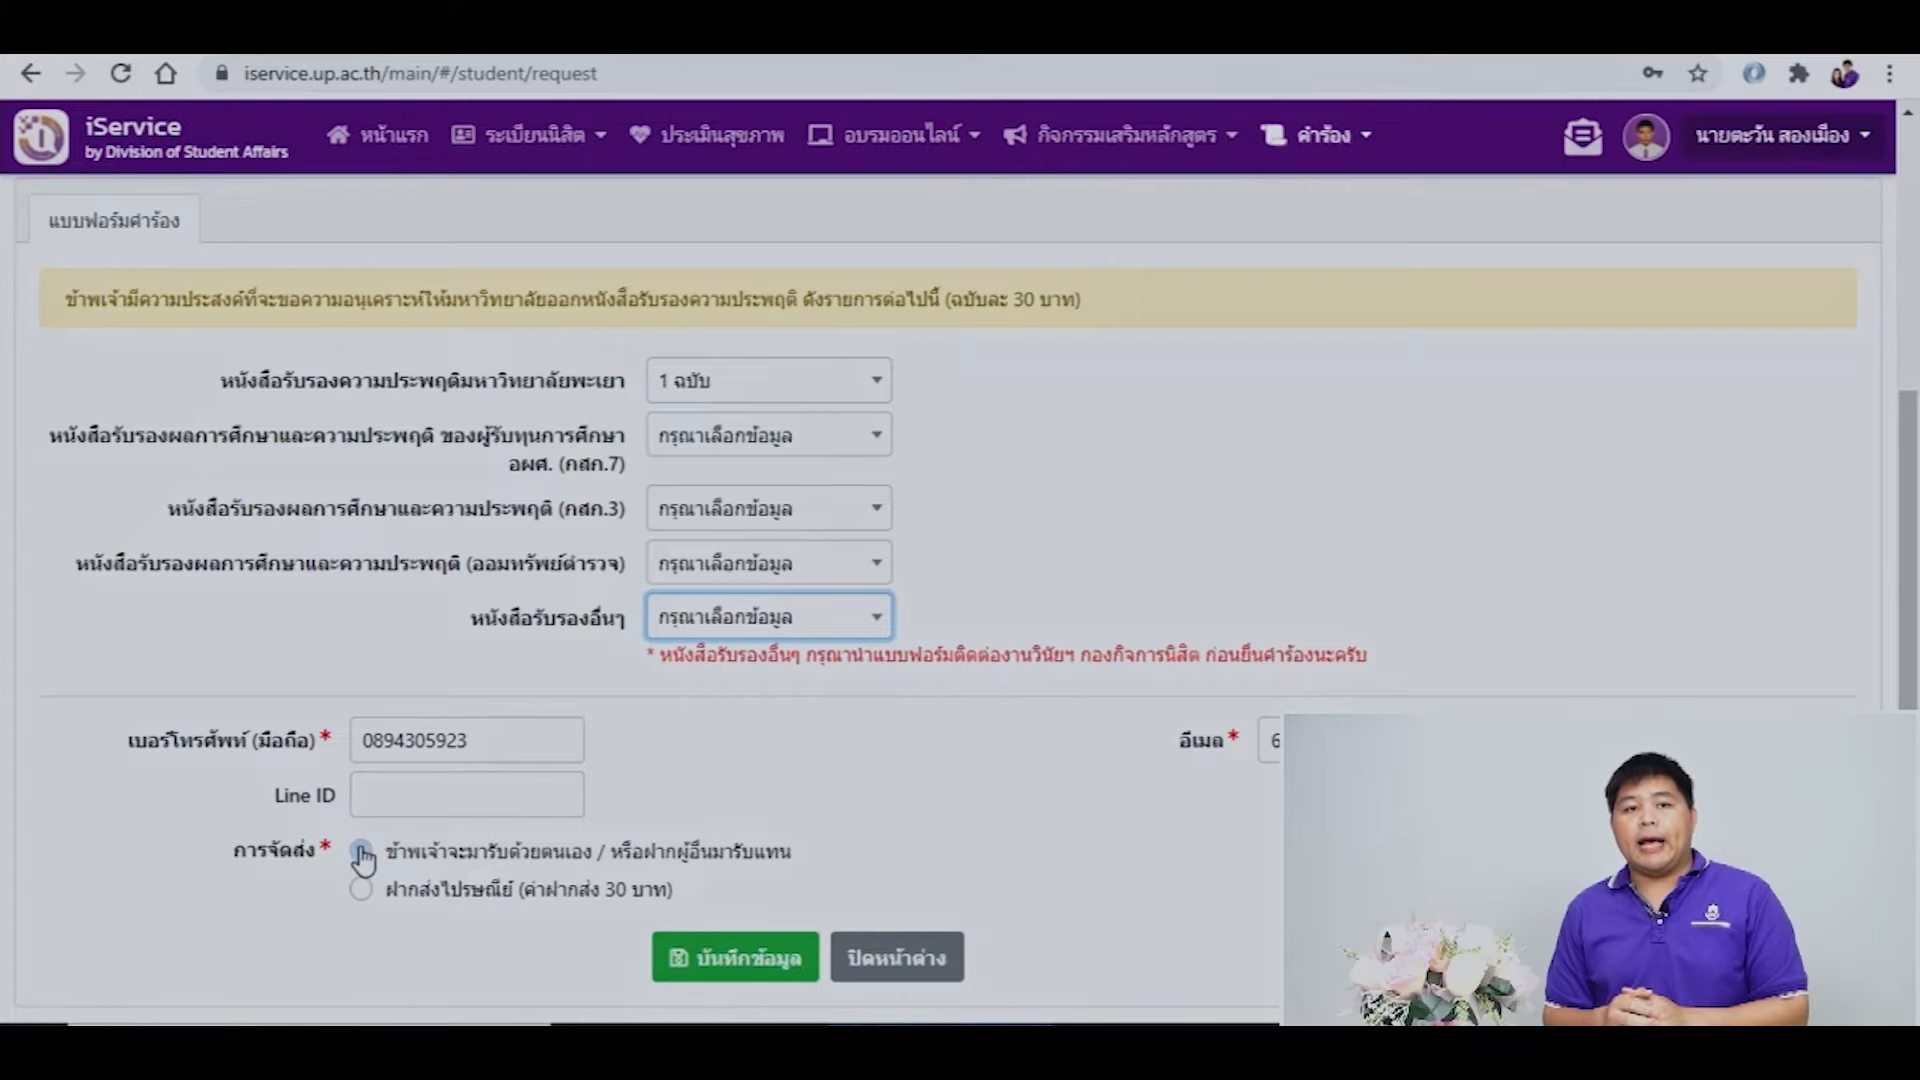 iservice.up.ac.th/main/#/student/request
iService
by Division of Student Affairs
หน้าแรก
ระเบียนนิสิต
ประเมินสุขภาพ
อบรมออนไลน์
กิจกรรมเสริมหลักสูตร
คำร้อง
นายตะวัน สองเมือง
แบบฟอร์มคำร้อง
ข้าพเจ้ามีความประสงค์ที่จะขอความอนุเคราะห์ให้มหาวิทยาลัยออกหนังสือรับรองความประพฤติ ดังรายการต่อไปนี้ (ฉบับละ 30 บาท)
หนังสือรับรองความประพฤติมหาวิทยาลัยพะเยา
1 ฉบับ
หนังสือรับรองผลการศึกษาและความประพฤติ ของผู้รับทุนการศึกษา
อผศ. (กสก.7)
กรุณาเลือกข้อมูล
หนังสือรับรองผลการศึกษาและความประพฤติ (กสก.3)
กรุณาเลือกข้อมูล
หนังสือรับรองผลการศึกษาและความประพฤติ (ออมทรัพย์ตำรวจ)
กรุณาเลือกข้อมูล
หนังสือรับรองอื่นๆ
กรุณาเลือกข้อมูล
* หนังสือรับรองอื่นๆ กรุณานำแบบฟอร์มติดต่องานวินัยฯ กองกิจการนิสิต ก่อนยื่นคำร้องนะครับ
เบอร์โทรศัพท์ (มือถือ) *
0894305923
อีเมล *
6
Line ID
การจัดส่ง *
ข้าพเจ้าจะมารับด้วยตนเอง / หรือฝากผู้อื่นมารับแทน
ฝากส่งไปรษณีย์ (ค่าฝากส่ง 30 บาท)
บันทึกข้อมูล
ปิดหน้าต่าง